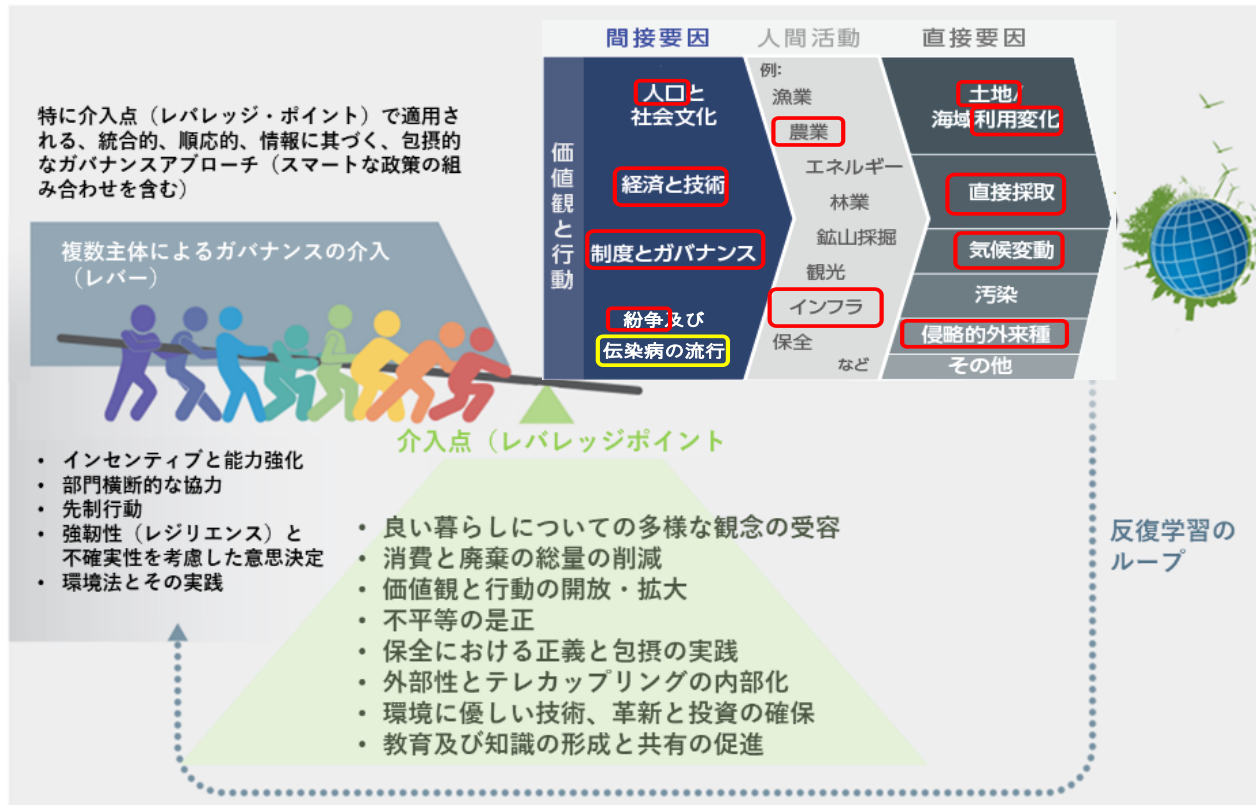 特に介入点（レバレッジ・ポイント）で適用さ
れる、統合的、順応的、情報に基づく、包摂的
なガバナンスアプローチ（スマートな政策の組
み合わせを含む）
複数主体によるガバナンスの介入
（レバー）
間接要因
人間活動
直接要因
価値観と行動
人口と
社会文化
経済と技術
制度とガバナンス
紛争及び
伝染病の流行
例:
漁業
農業
エネルギー
林業
鉱山採掘
観光
インフラ
保全
など
土地/
海域利用変化
直接採取
気候変動
汚染
侵略的外来種
その他
介入点（レバレッジポイント
• インセンティブと能力強化
• 部門横断的な協力
• 先制行動
• 強靭性（レジリエンス）と
不確実性を考慮した意思決定
• 環境法とその実践
• 良い暮らしについての多様な観念の受容
• 消費と廃棄の総量の削減
• 価値観と行動の開放・拡大
• 不平等の是正
• 保全における正義と包摂の実践
• 外部性とテレカップリングの内部化
• 環境に優しい技術、革新と投資の確保
• 教育及び知識の形成と共有の促進
反復学習の
ループ